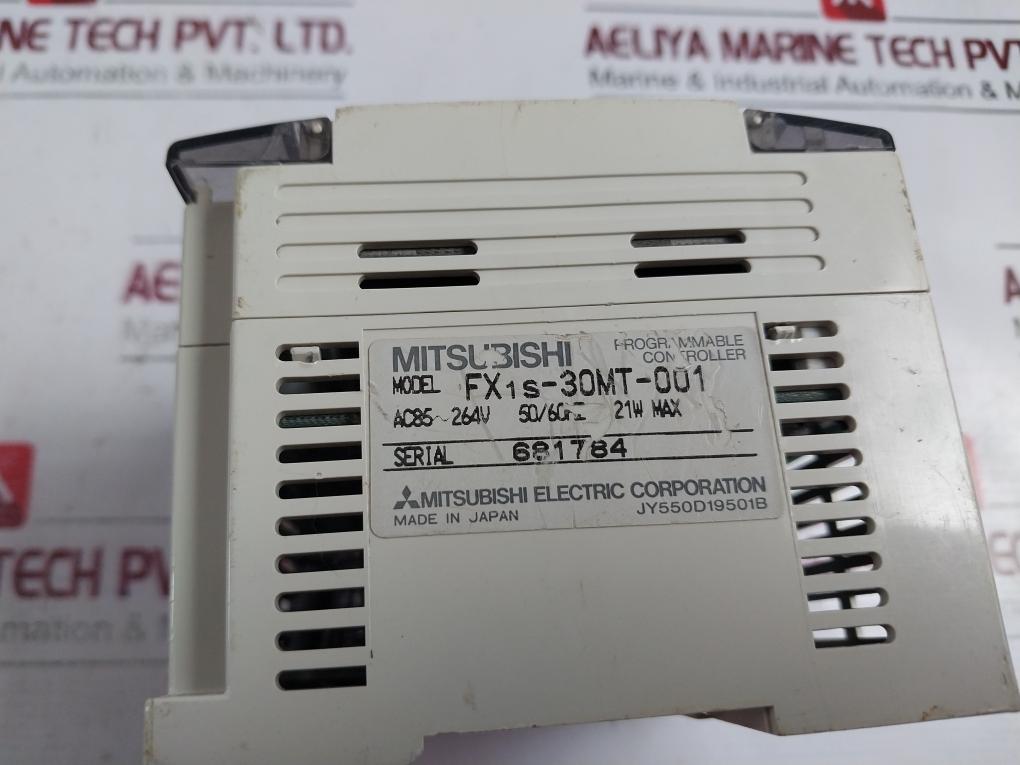 NE TECH PVT. LTD.
l Automation & Machinery
AELIYA MARINE TECH PVT.
Marine & Industrial Automation & M
AE
Mar
MITSUBISHI
PROGRAMMABLE
CONTROLLER
MODEL FX1s-30MT-001
AC85~264V 50/60HZ 21W MAX
SERIAL 681784
MITSUBISHI ELECTRIC CORPORATION
MADE IN JAPAN
JY550D19501B
TECH PV
mation & M